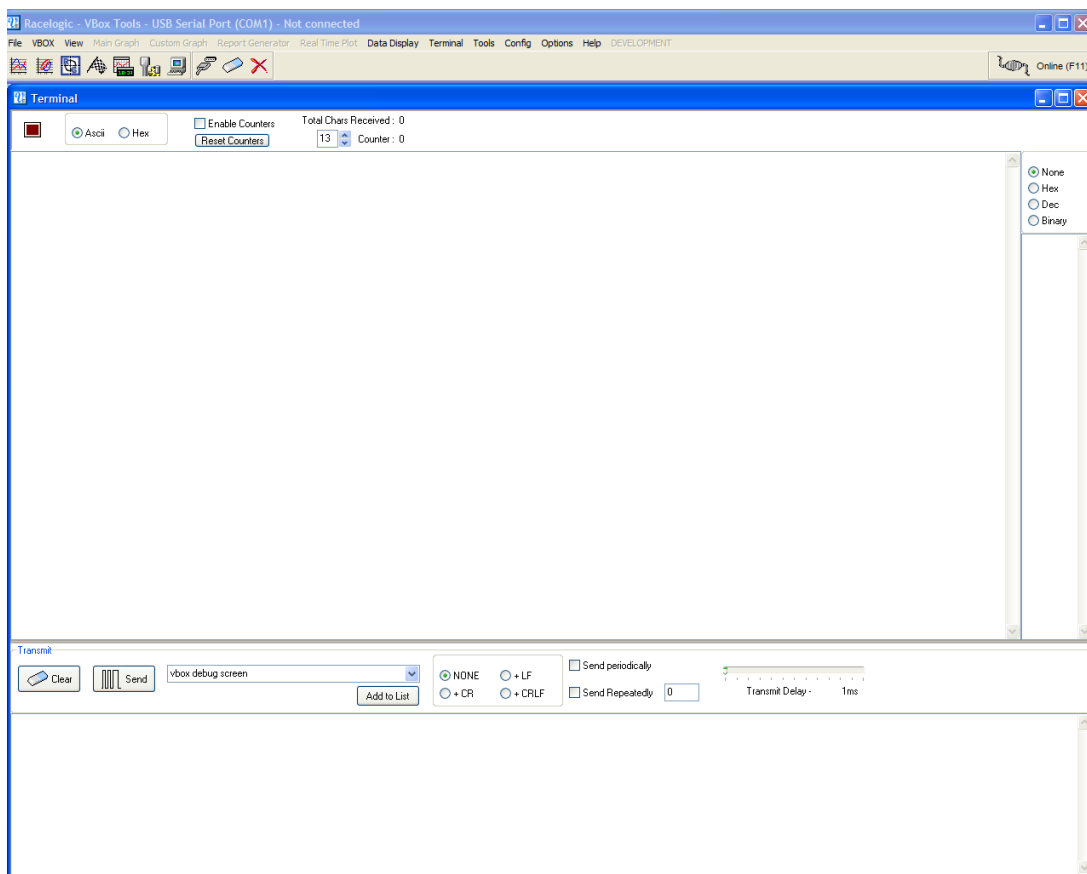 Racelogic - VBox Tools - USB Serial Port (COM1) - Not connected
File VBOX View Main Graph Custom Graph Report Generator Real Time Plot Data Display Terminal Tools Config Options Help DEVELOPMENT
Online (F11)
Terminal
Ascii Hex
Enable Counters
Reset Counters
Total Chars Received : 0
13 Counter : 0
None
Hex
Dec
Binary
Transmit
Clear Send vbox debug screen
Add to List
NONE + LF
+ CR + CRLF
Send periodically
Send Repeatedly 0
Transmit Delay - 1ms